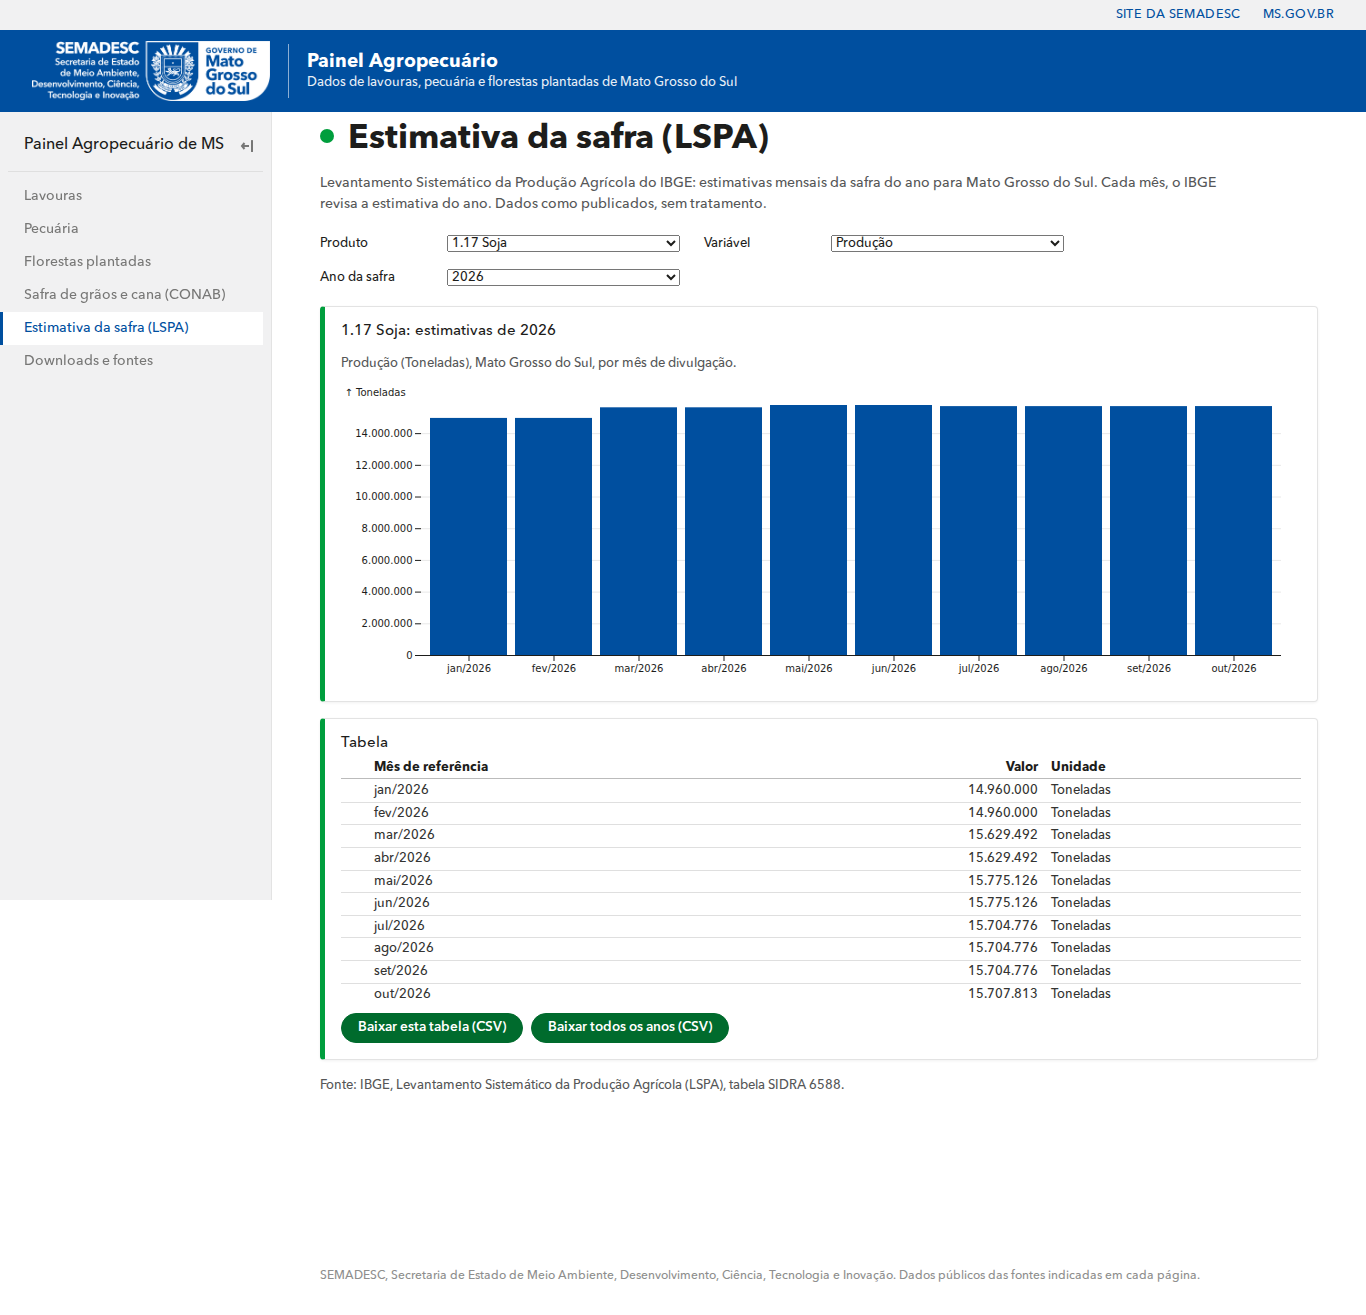 SITE DA SEMADESC MS.GOV.BR
SEMADESC
Secretaria de Estado
de Meio Ambiente,
Desenvolvimento, Ciência,
Tecnologia e Inovação
GOVERNO DE
Mato
Grosso
do Sul
Painel Agropecuário
Dados de lavouras, pecuária e florestas plantadas de Mato Grosso do Sul
Painel Agropecuário de MS
Lavouras
Pecuária
Florestas plantadas
Safra de grãos e cana (CONAB)
Estimativa da safra (LSPA)
Downloads e fontes
Estimativa da safra (LSPA)
Levantamento Sistemático da Produção Agrícola do IBGE: estimativas mensais da safra do ano para Mato Grosso do Sul. Cada mês, o IBGE
revisa a estimativa do ano. Dados como publicados, sem tratamento.
Produto 1.17 Soja Variável Produção
Ano da safra 2026
1.17 Soja: estimativas de 2026
Produção (Toneladas), Mato Grosso do Sul, por mês de divulgação.
↑ Toneladas
14.000.000
12.000.000
10.000.000
8.000.000
6.000.000
4.000.000
2.000.000
0
jan/2026 fev/2026 mar/2026 abr/2026 mai/2026 jun/2026 jul/2026 ago/2026 set/2026 out/2026
Tabela
Mês de referência Valor Unidade
jan/2026 14.960.000 Toneladas
fev/2026 14.960.000 Toneladas
mar/2026 15.629.492 Toneladas
abr/2026 15.629.492 Toneladas
mai/2026 15.775.126 Toneladas
jun/2026 15.775.126 Toneladas
jul/2026 15.704.776 Toneladas
ago/2026 15.704.776 Toneladas
set/2026 15.704.776 Toneladas
out/2026 15.707.813 Toneladas
Baixar esta tabela (CSV) Baixar todos os anos (CSV)
Fonte: IBGE, Levantamento Sistemático da Produção Agrícola (LSPA), tabela SIDRA 6588.
SEMADESC, Secretaria de Estado de Meio Ambiente, Desenvolvimento, Ciência, Tecnologia e Inovação. Dados públicos das fontes indicadas em cada página.